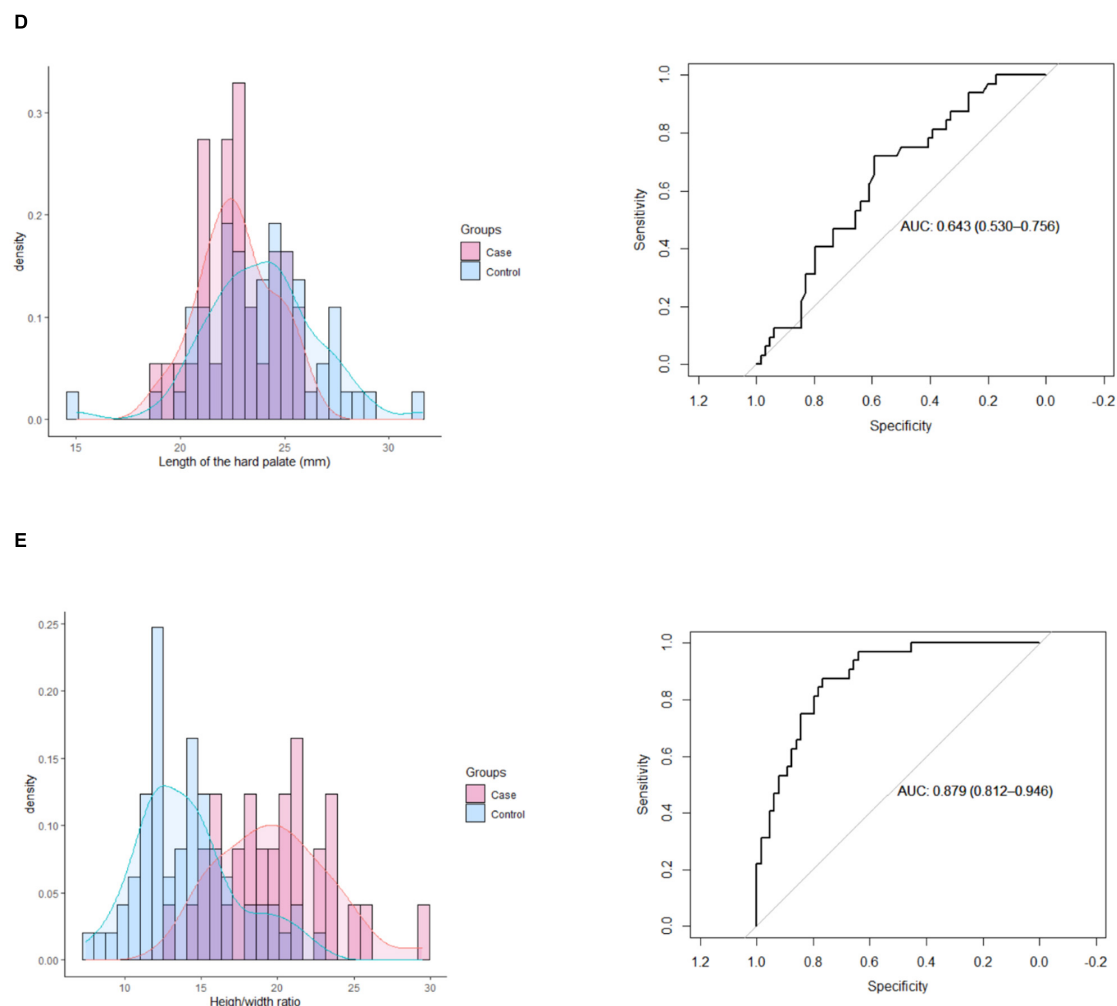 D
density
0.3
0.2
0.1
0.0
15
20
25
30
Length of the hard palate (mm)
Groups
Case
Control
Sensitivity
1.0
0.8
0.6
0.4
0.2
0.0
AUC: 0.643 (0.530–0.756)
1.2
1.0
0.8
0.6
0.4
0.2
0.0
-0.2
Specificity
E
density
0.25
0.20
0.15
0.10
0.05
0.00
10
15
20
25
30
Heigh/width ratio
Groups
Case
Control
Sensitivity
1.0
0.8
0.6
0.4
0.2
0.0
AUC: 0.879 (0.812–0.946)
1.2
1.0
0.8
0.6
0.4
0.2
0.0
-0.2
Specificity